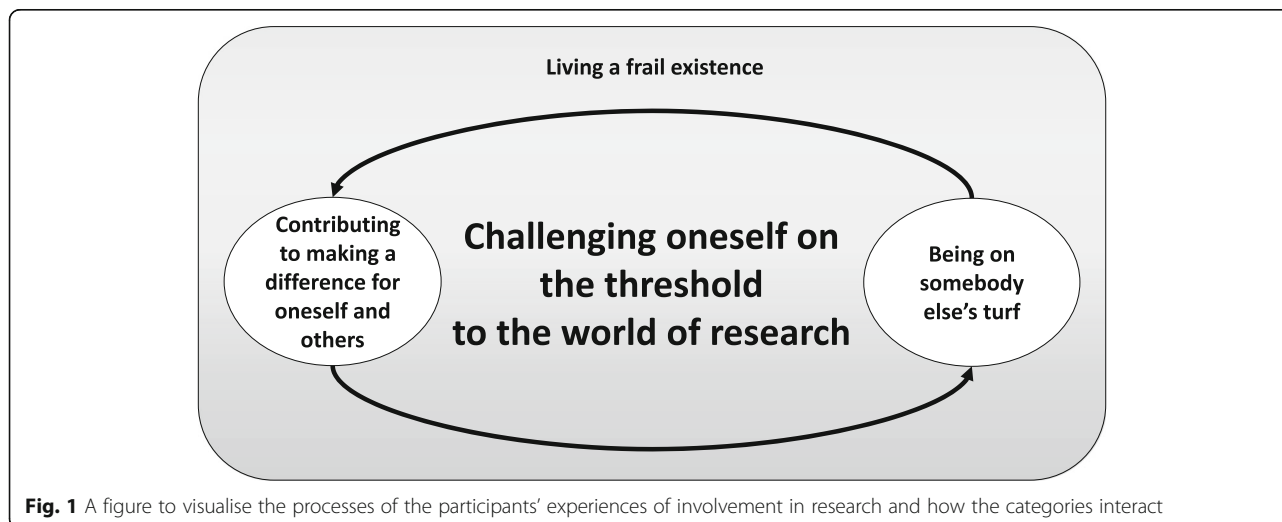 Living a frail existence
Contributing
to making a
difference for
oneself and
others
Challenging oneself on
the threshold
to the world of research
Being on
somebody
else’s turf
Fig. 1 A figure to visualise the processes of the participants’ experiences of involvement in research and how the categories interact